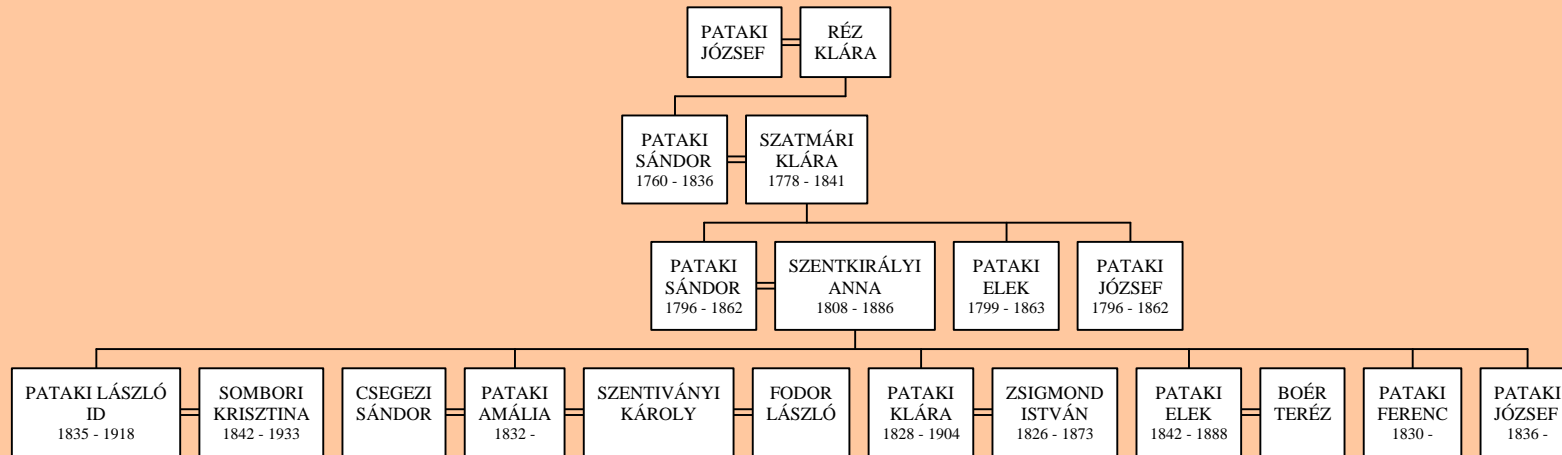 PATAKI
JÓZSEF
RÉZ
KLÁRA
PATAKI
SÁNDOR
1760 - 1836
SZATMÁRI
KLÁRA
1778 - 1841
PATAKI
SÁNDOR
1796 - 1862
SZENTKIRÁLYI
ANNA
1808 - 1886
PATAKI
ELEK
1799 - 1863
PATAKI
JÓZSEF
1796 - 1862
PATAKI LÁSZLÓ
ID
1835 - 1918
SOMBORI
KRISZTINA
1842 - 1933
CSEGEZI
SÁNDOR
PATAKI
AMÁLIA
1832 -
SZENTIVÁNYI
KÁROLY
FODOR
LÁSZLÓ
PATAKI
KLÁRA
1828 - 1904
ZSIGMOND
ISTVÁN
1826 - 1873
PATAKI
ELEK
1842 - 1888
BOÉR
TERÉZ
PATAKI
FERENC
1830 -
PATAKI
JÓZSEF
1836 -